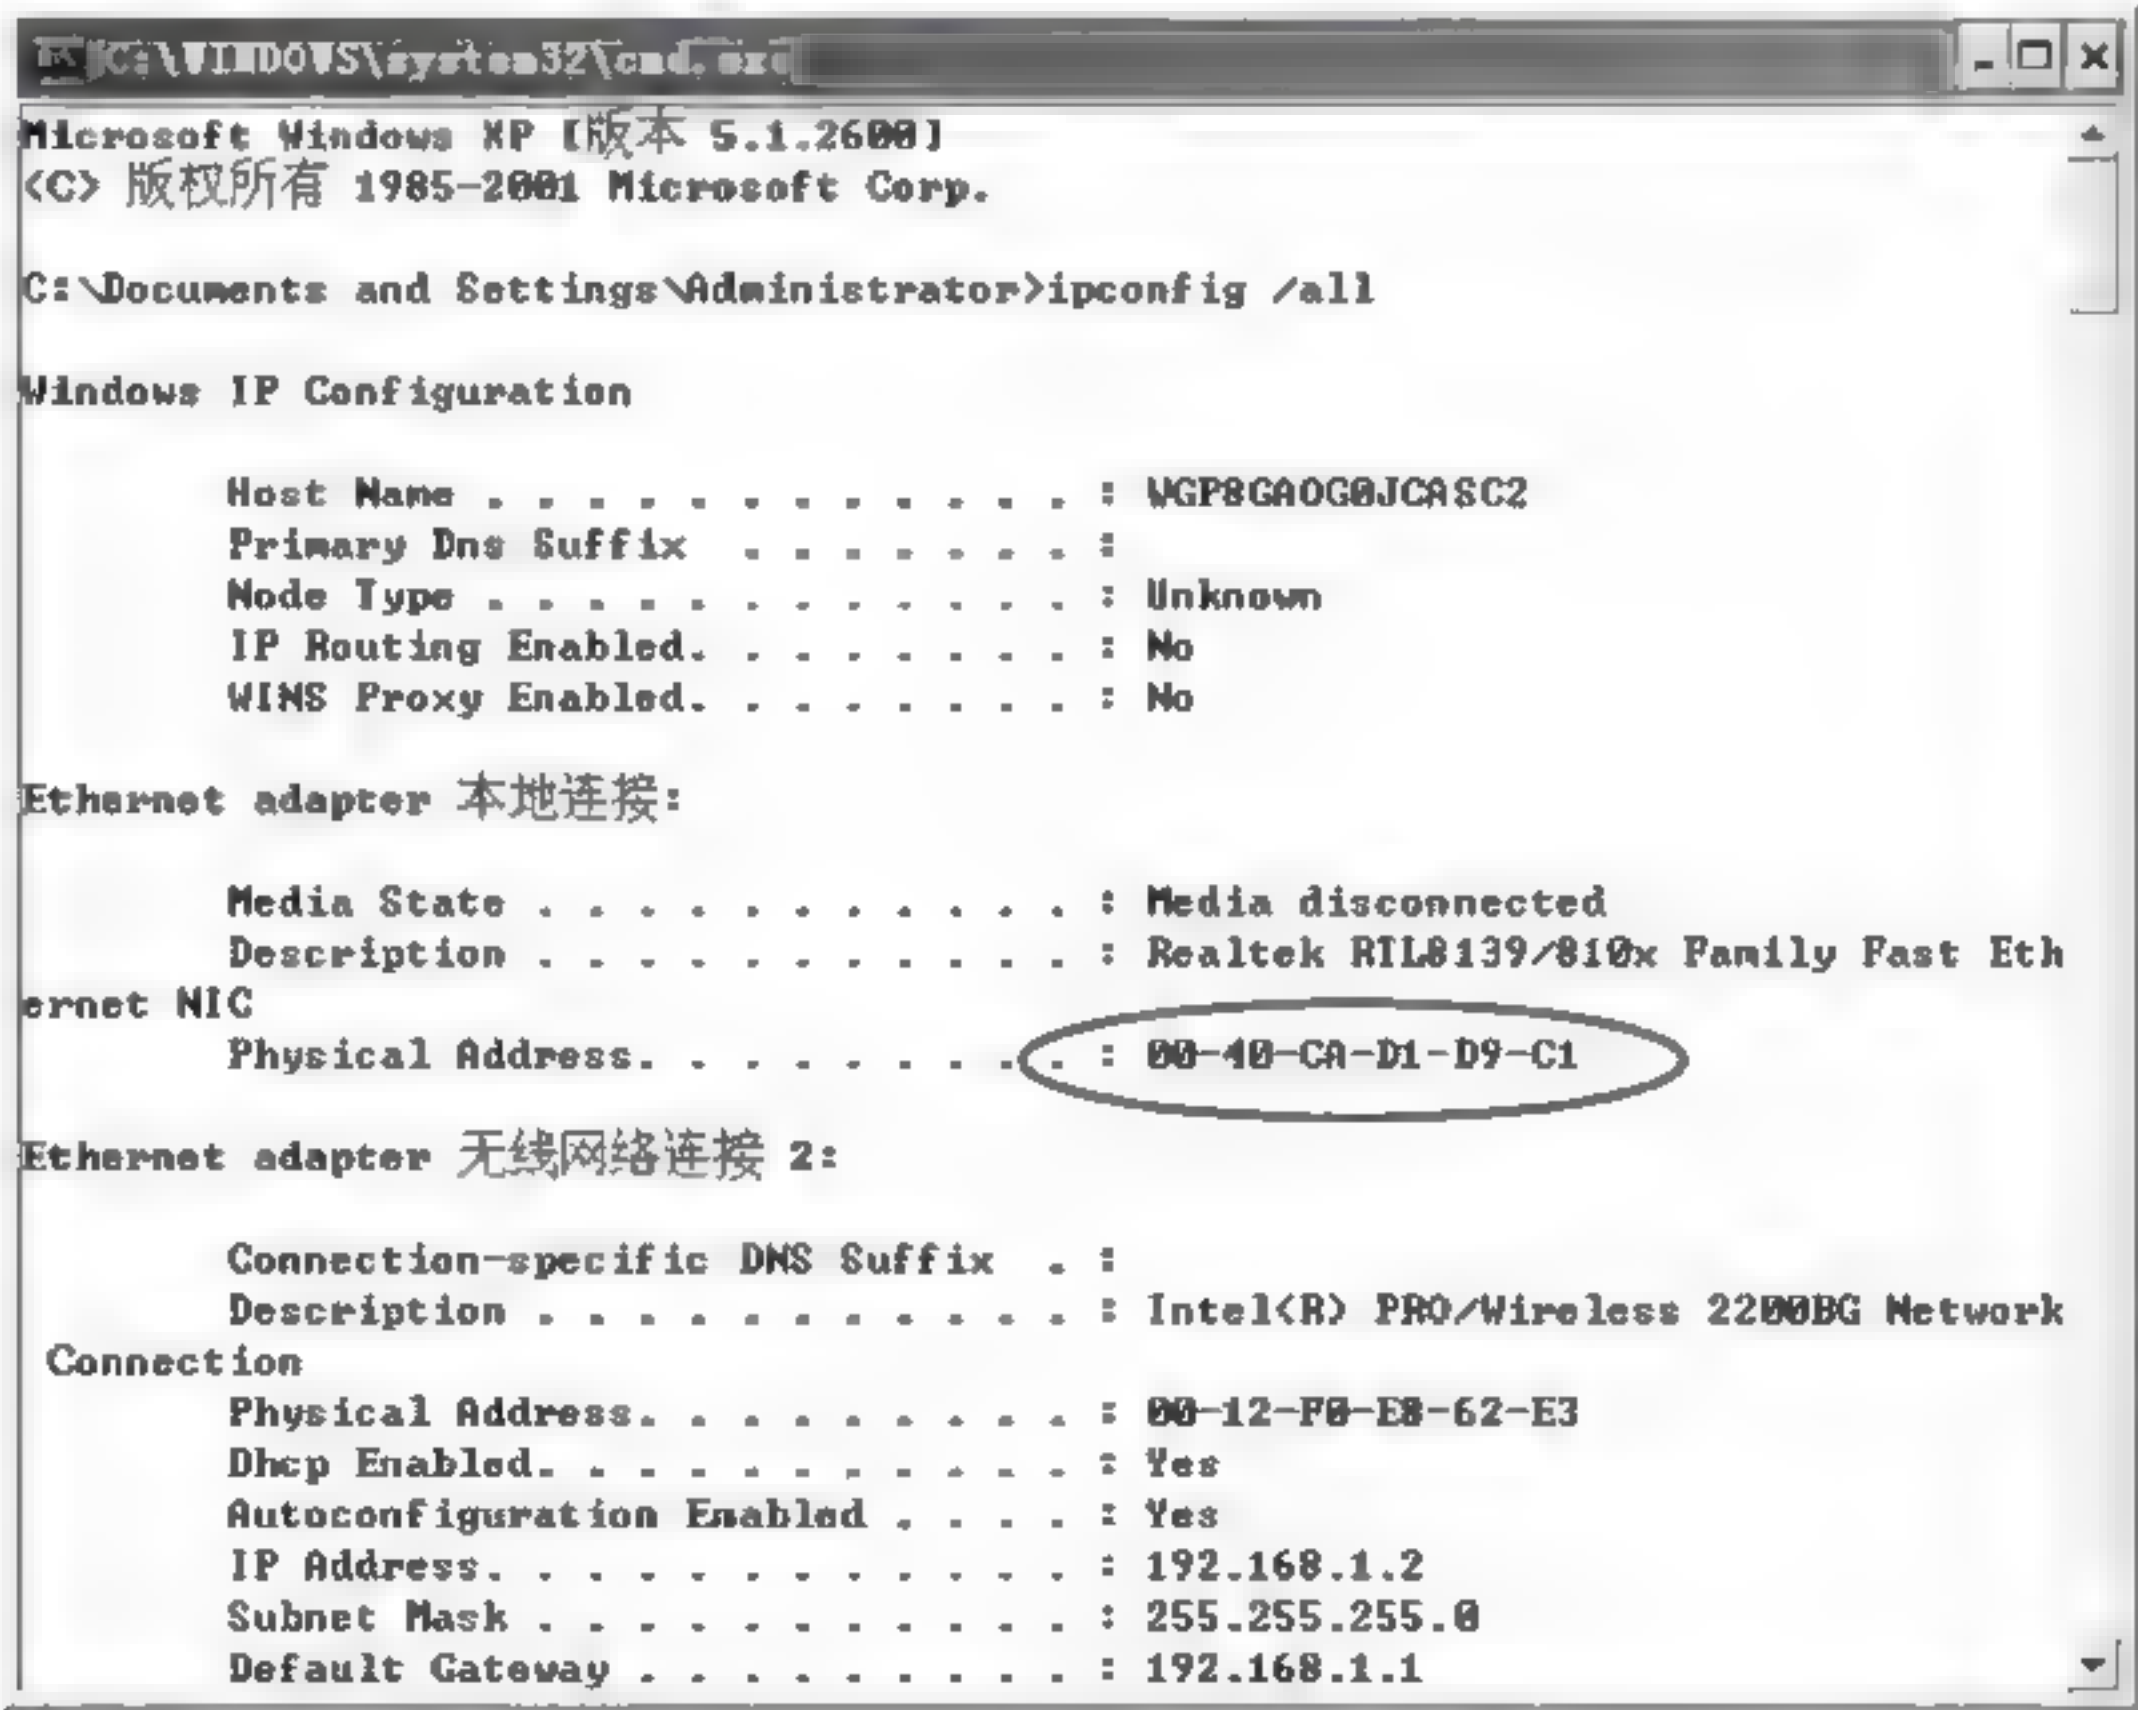 C:\WINDOWS\system32\cmd.exe
Microsoft Windows XP [版本 5.1.2600]
(C) 版权所有 1985-2001 Microsoft Corp.
C:\Documents and Settings\Administrator>ipconfig /all
Windows IP Configuration
Host Name . . . . . . . . . . . . : WGP8GAOG0JCASC2
Primary Dns Suffix . . . . . . . :
Node Type . . . . . . . . . . . . : Unknown
IP Routing Enabled. . . . . . . . : No
WINS Proxy Enabled. . . . . . . . : No
Ethernet adapter 本地连接:
Media State . . . . . . . . . . . : Media disconnected
Description . . . . . . . . . . . : Realtek RTL8139/810x Family Fast Eth
ernet NIC
Physical Address. . . . . . . . . : 00-40-CA-D1-D9-C1
Ethernet adapter 无线网络连接 2:
Connection-specific DNS Suffix . :
Description . . . . . . . . . . . : Intel(R) PRO/Wireless 2200BG Network
Connection
Physical Address. . . . . . . . . : 00-12-F0-E8-62-E3
Dhcp Enabled. . . . . . . . . . . : Yes
Autoconfiguration Enabled . . . . : Yes
IP Address. . . . . . . . . . . . : 192.168.1.2
Subnet Mask . . . . . . . . . . . : 255.255.255.0
Default Gateway . . . . . . . . . : 192.168.1.1